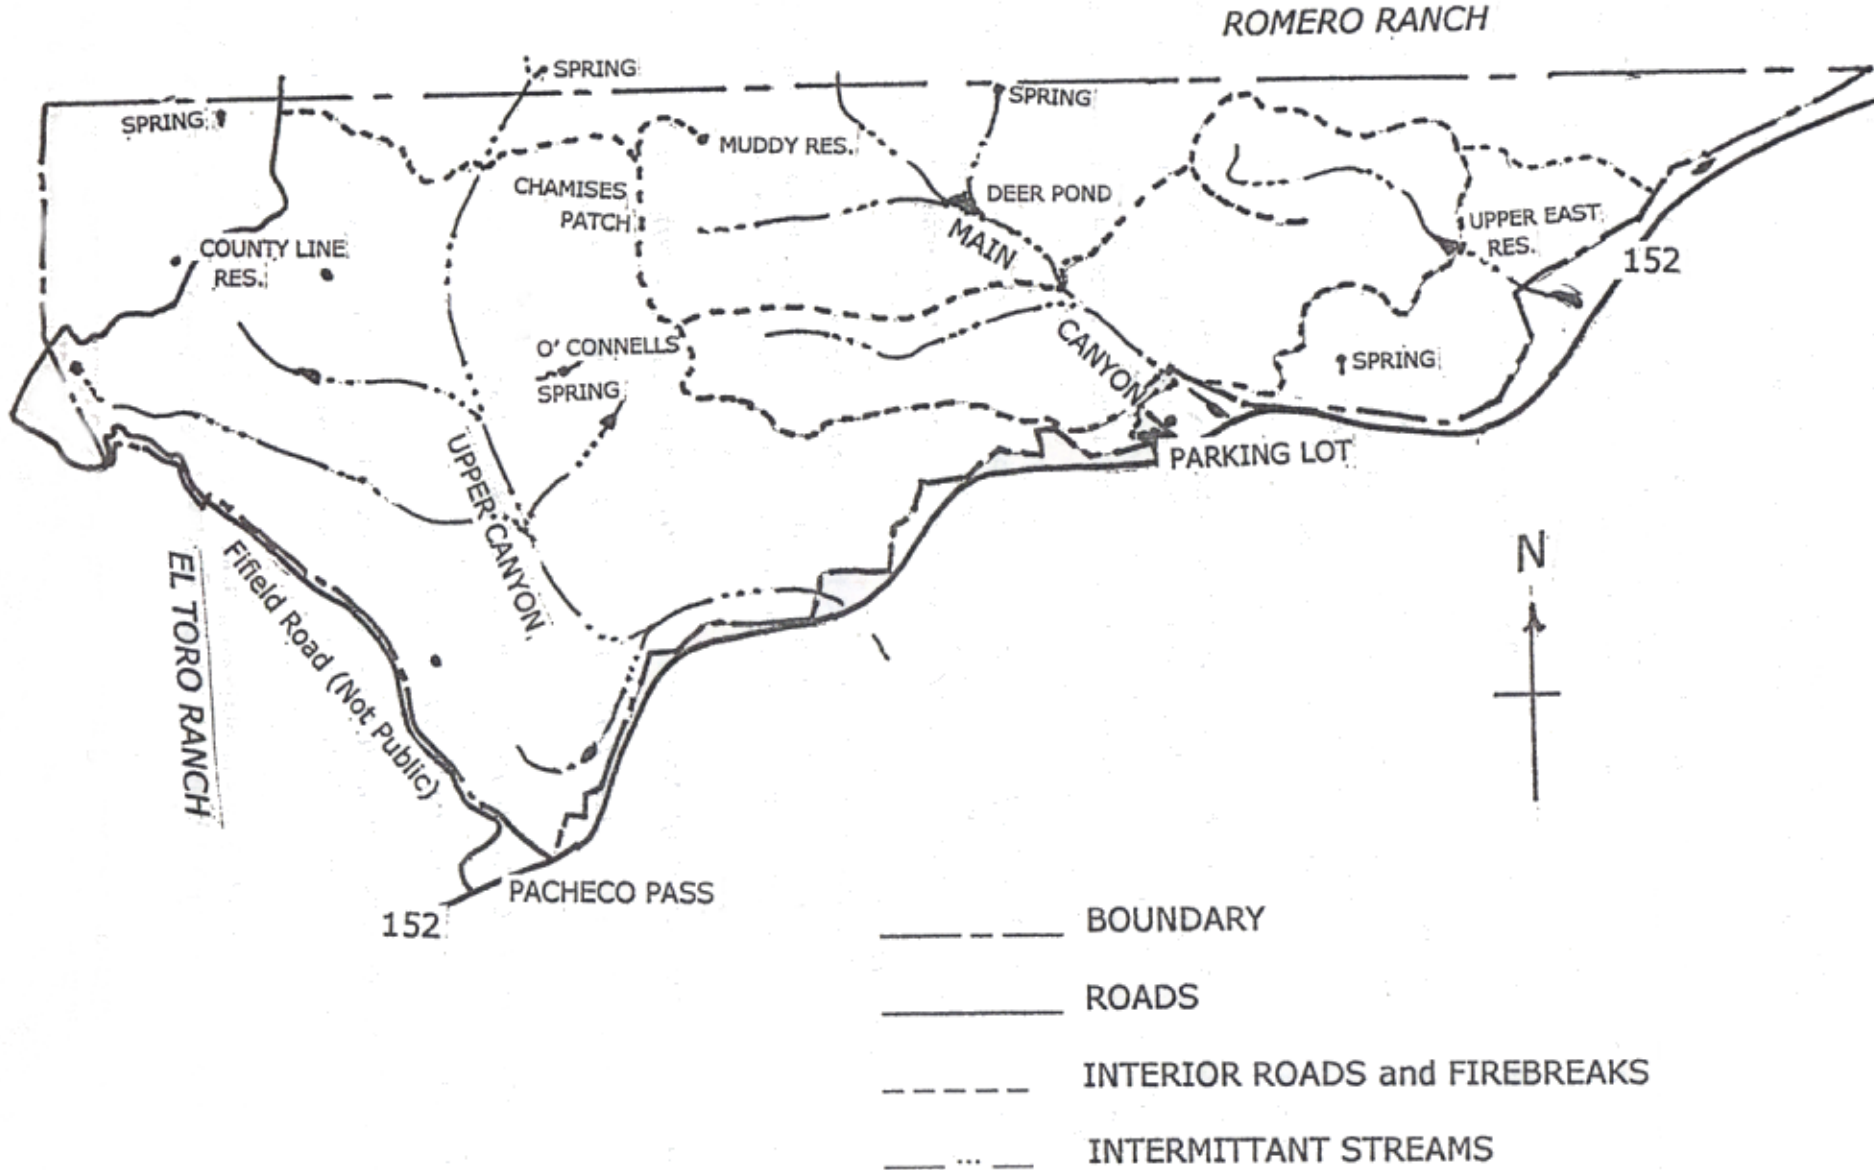 ROMERO RANCH
SPRING
SPRING
SPRING
MUDDY RES.
CHAMISES
PATCH
DEER POND
MAIN
UPPER EAST
RES.
COUNTY LINE
RES.
152
O' CONNELLS
SPRING
CANYON
SPRING
UPPER CANYON
PARKING LOT
EL TORO RANCH
Fifield Road (Not Public)
N
PACHECO PASS
152
BOUNDARY
ROADS
INTERIOR ROADS and FIREBREAKS
INTERMITTANT STREAMS